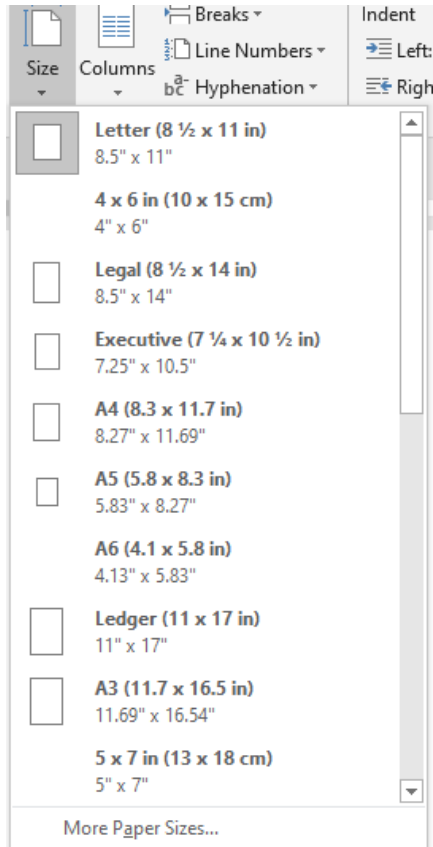 Size
Columns
Breaks
Line Numbers
bc a- Hyphenation
Indent
Left:
Righ
Letter (8 ½ x 11 in)
8.5" x 11"
4 x 6 in (10 x 15 cm)
4" x 6"
Legal (8 ½ x 14 in)
8.5" x 14"
Executive (7 ¼ x 10 ½ in)
7.25" x 10.5"
A4 (8.3 x 11.7 in)
8.27" x 11.69"
A5 (5.8 x 8.3 in)
5.83" x 8.27"
A6 (4.1 x 5.8 in)
4.13" x 5.83"
Ledger (11 x 17 in)
11" x 17"
A3 (11.7 x 16.5 in)
11.69" x 16.54"
5 x 7 in (13 x 18 cm)
5" x 7"
More Paper Sizes...